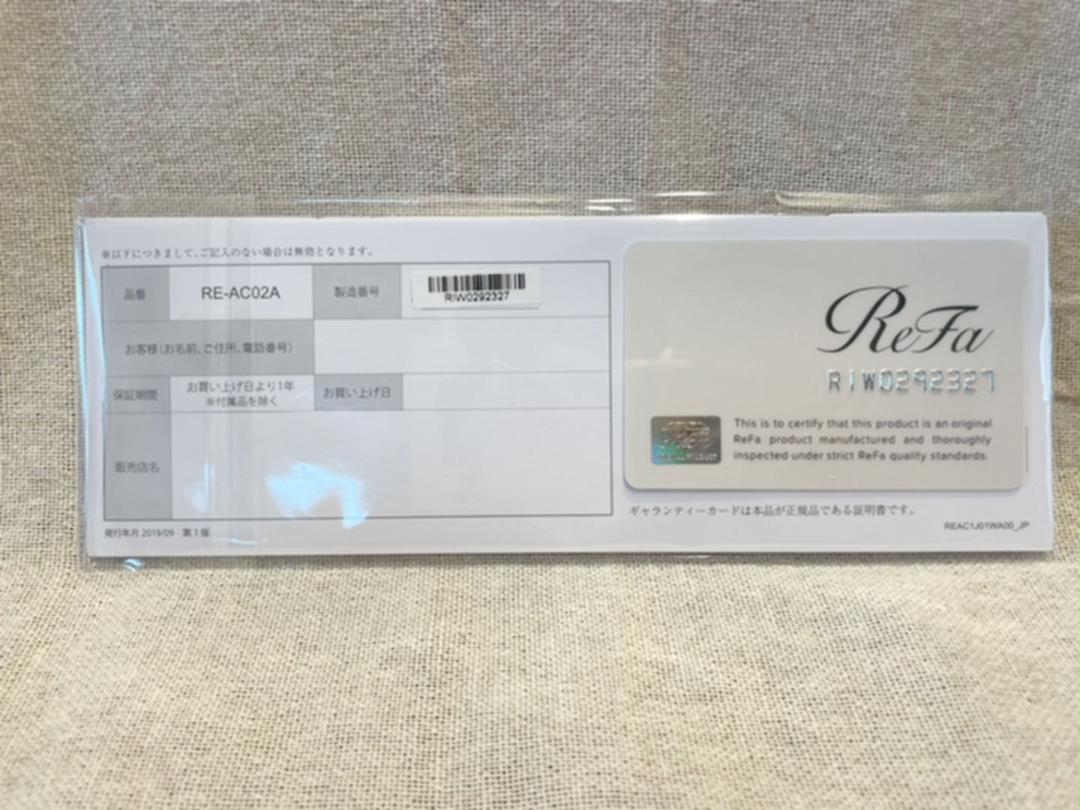 ※以下につきまして、ご記入のない場合は無効となります。
品番 RE-AC02A 製造番号 RIW0292327
お客様(お名前、ご住所、電話番号)
保証期間 お買い上げ日より1年 お買い上げ日
※付属品を除く
販売店名
発行年月 2019/09 第1版
ReFa
RIW0292327
This is to certify that this product is an original
ReFa product manufactured and thoroughly
inspected under strict ReFa quality standards.
ギャランティーカードは本品が正規品である証明書です。
REAC1J01WA00_JP